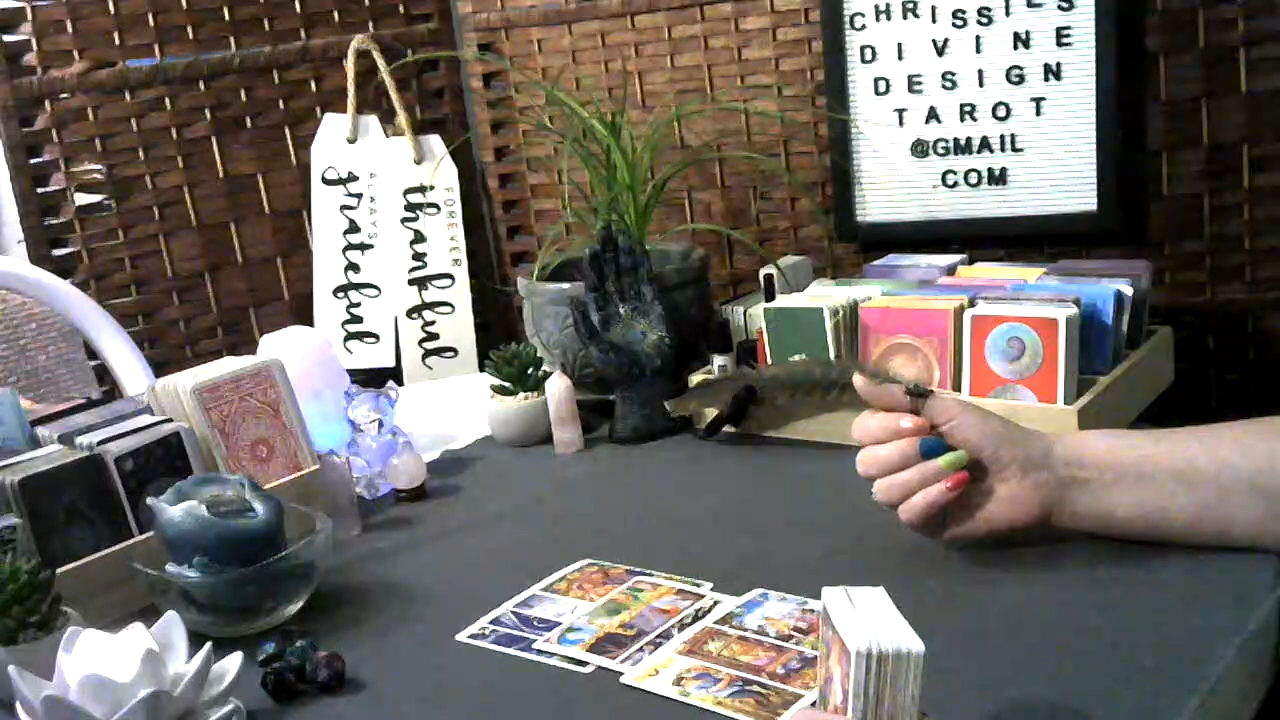 ALWAYS
grateful
FOREVER
thankful
CHRISSIES
DIVINE
DESIGN
TAROT
@GMAIL
.COM